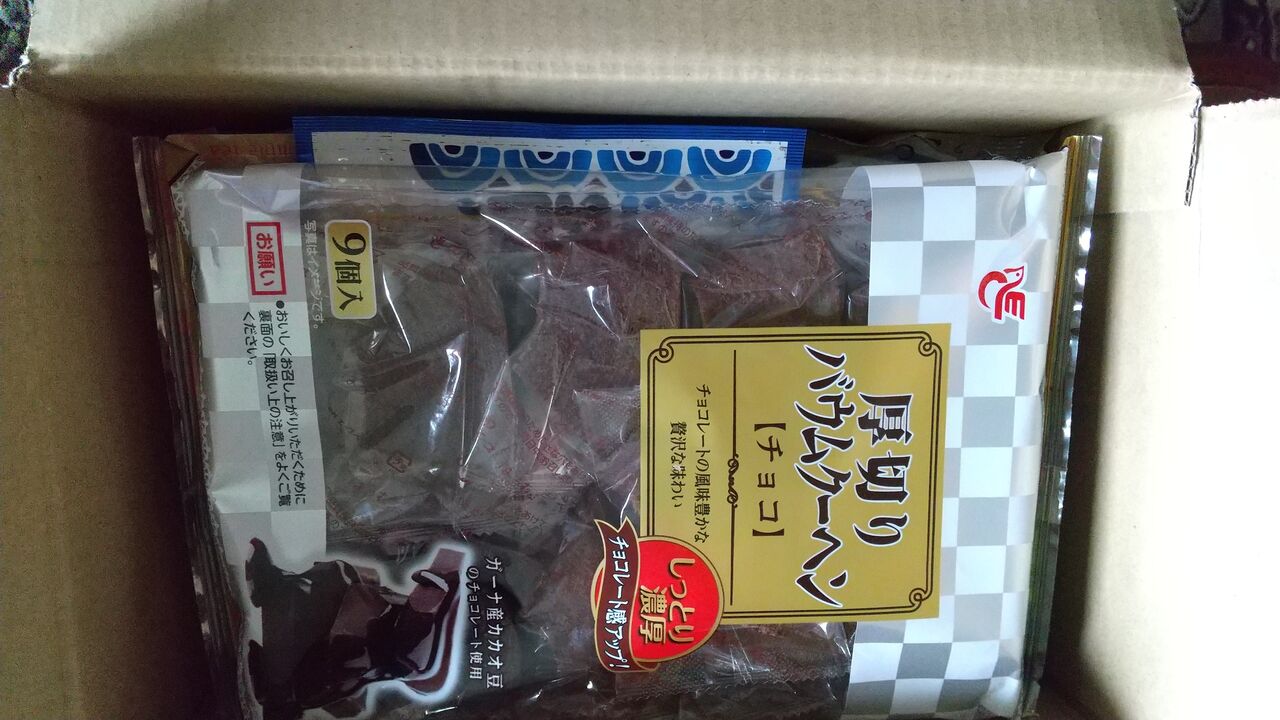 厚切り
バウムクーヘン
【チョコ】
チョコレートの風味豊かな
贅沢な味わい
しっとり
濃厚
チョコレート感アップ!
ガーナ産カカオ豆
のチョコレート使用
9個入
写真はイメージです。
お願い
●おいしくお召し上がりいただくために
裏面の「取扱い上の注意」をよくご覧
ください。